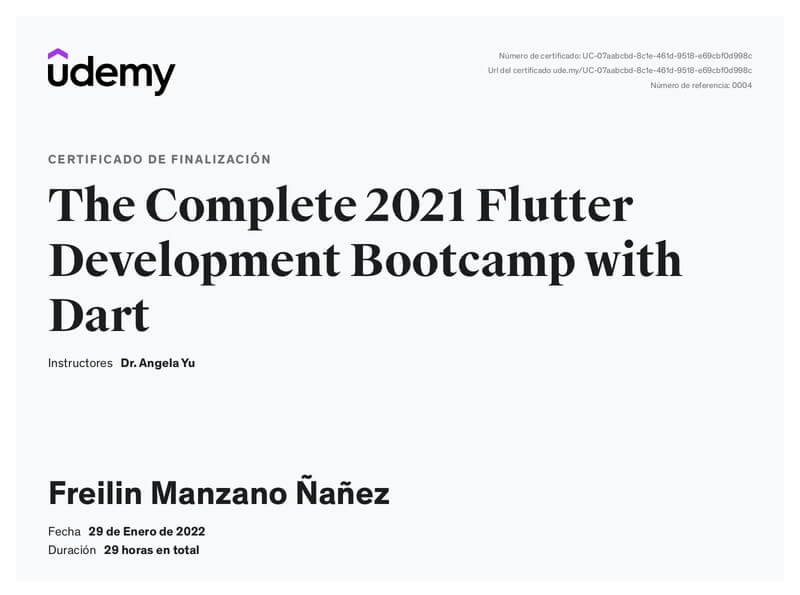 udemy
Número de certificado: UC-07aabcbd-8c1e-461d-9518-e69cbf0d998c
Url del certificado ude.my/UC-07aabcbd-8c1e-461d-9518-e69cbf0d998c
Número de referencia: 0004
CERTIFICADO DE FINALIZACIÓN
The Complete 2021 Flutter
Development Bootcamp with
Dart
Instructores Dr. Angela Yu
Freilin Manzano Ñañez
Fecha 29 de Enero de 2022
Duración 29 horas en total